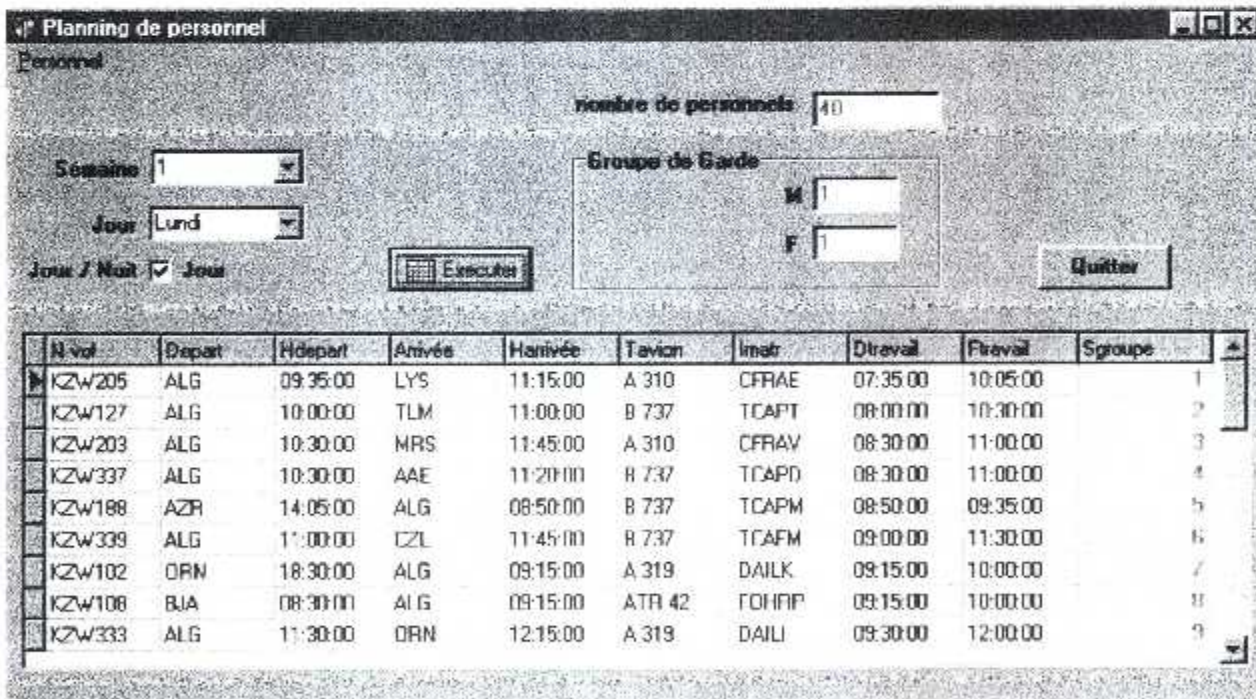 Planning de personnel
Personnel
nombre de personnels 40
Semaine 1
Groupe de Garde
M 1
Jour Lundi
F 1
Jour / Nuit Jour
Executer
Quitter
N vol Depart Hdepart Arrivée Harrivée Tavion Imatr Dtravail Ftravail Sgroupe
KZW205 ALG 09:35:00 LYS 11:15:00 A 310 CFRAE 07:35:00 10:05:00 1
KZW127 ALG 10:00:00 TLM 11:00:00 B 737 TCAPT 08:00:00 10:30:00 2
KZW203 ALG 10:30:00 MRS 11:45:00 A 310 CFRAV 08:30:00 11:00:00 3
KZW337 ALG 10:30:00 AAE 11:20:00 B 737 TCAPD 08:30:00 11:00:00 4
KZW188 AZR 14:05:00 ALG 08:50:00 B 737 TCAPM 08:50:00 09:35:00 5
KZW339 ALG 11:00:00 CZL 11:45:00 B 737 09:00:00 11:30:00 6
KZW102 ORN 18:30:00 ALG 09:15:00 A 319 DAILK 09:15:00 10:00:00 7
KZW108 BJA 08:30:00 ALG 09:15:00 ATR 42 09:15:00 10:00:00 8
KZW333 ALG 11:30:00 ORN 12:15:00 A 319 DAILI 09:30:00 12:00:00 9